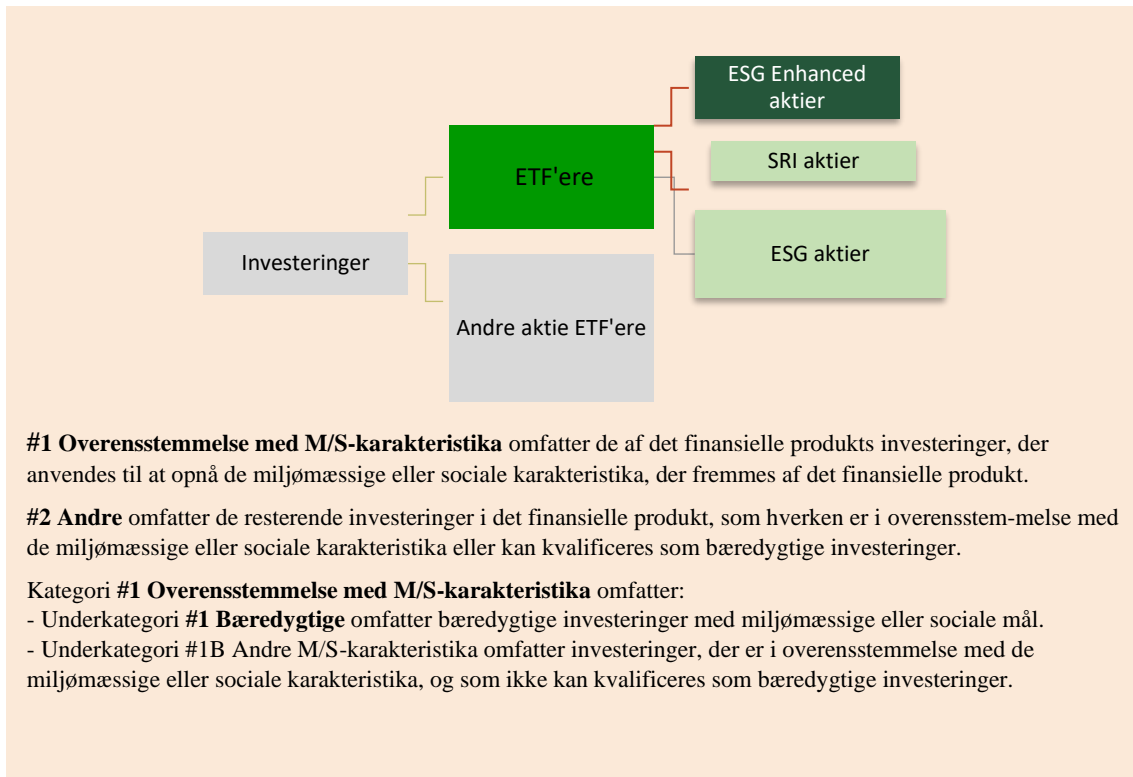 ESG Enhanced
aktier
SRI aktier
ETF'ere
ESG aktier
Investeringer
Andre aktie ETF'ere
#1 Overensstemmelse med M/S-karakteristika omfatter de af det finansielle produkts investeringer, der
anvendes til at opnå de miljømæssige eller sociale karakteristika, der fremmes af det finansielle produkt.
#2 Andre omfatter de resterende investeringer i det finansielle produkt, som hverken er i overensstem-melse med
de miljømæssige eller sociale karakteristika eller kan kvalificeres som bæredygtige investeringer.
Kategori #1 Overensstemmelse med M/S-karakteristika omfatter:
- Underkategori #1 Bæredygtige omfatter bæredygtige investeringer med miljømæssige eller sociale mål.
- Underkategori #1B Andre M/S-karakteristika omfatter investeringer, der er i overensstemmelse med de
miljømæssige eller sociale karakteristika, og som ikke kan kvalificeres som bæredygtige investeringer.